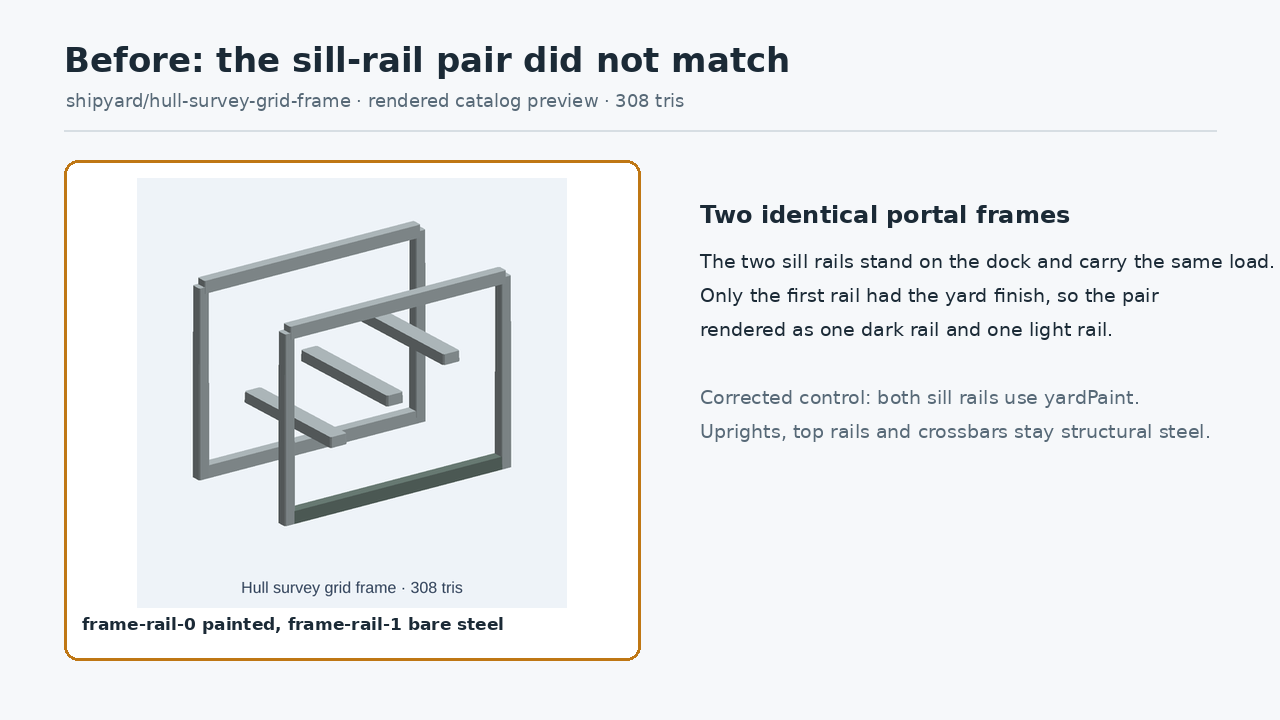 Before: the sill-rail pair did not match
shipyard/hull-survey-grid-frame · rendered catalog preview · 308 tris
Hull survey grid frame · 308 tris
frame-rail-0 painted, frame-rail-1 bare steel
Two identical portal frames
The two sill rails stand on the dock and carry the same load.
Only the first rail had the yard finish, so the pair
rendered as one dark rail and one light rail.
Corrected control: both sill rails use yardPaint.
Uprights, top rails and crossbars stay structural steel.